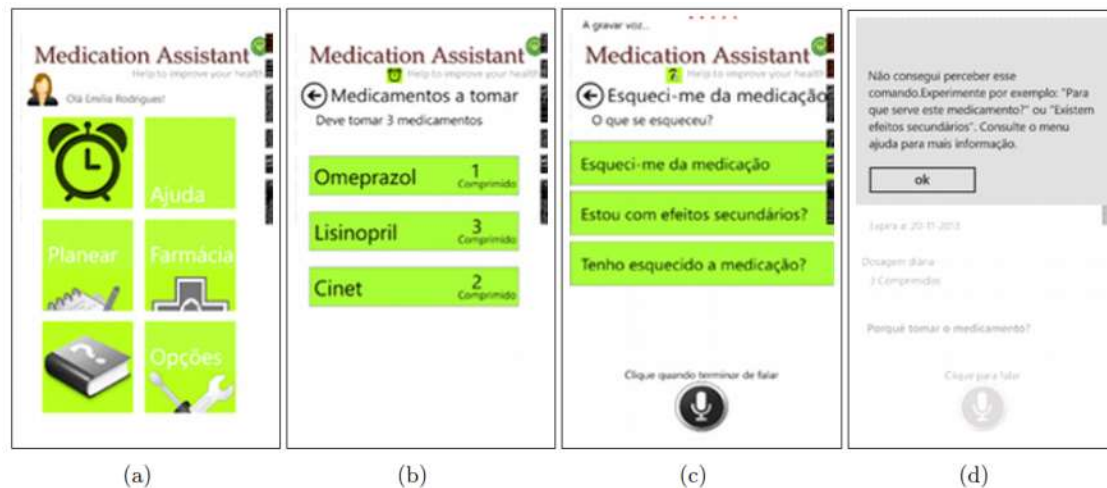 Medication Assistant
Help to improve your health
Olá Emília Rodrigues!
Ajuda
Planear
Farmácia
Opções
(a)
Medication Assistant
Help to improve your health
Medicamentos a tomar
Deve tomar 3 medicamentos
Omeprazol 1 Comprimido
Lisinopril 3 Comprimido
Cinet 2 Comprimido
(b)
A gravar voz...
Medication Assistant
Help to improve your health
Esqueci-me da medicação
O que se esqueceu?
Esqueci-me da medicação
Estou com efeitos secundários?
Tenho esquecido a medicação?
Clique quando terminar de falar
(c)
Não consegui perceber esse
comando.Experimente por exemplo: "Para
que serve este medicamento?" ou "Existem
efeitos secundários". Consulte o menu
ajuda para mais informação.
ok
Expira a: 20-11-2013
Dosagem diária
3 Comprimidos
Porquê tomar o medicamento?
Clique para falar
(d)